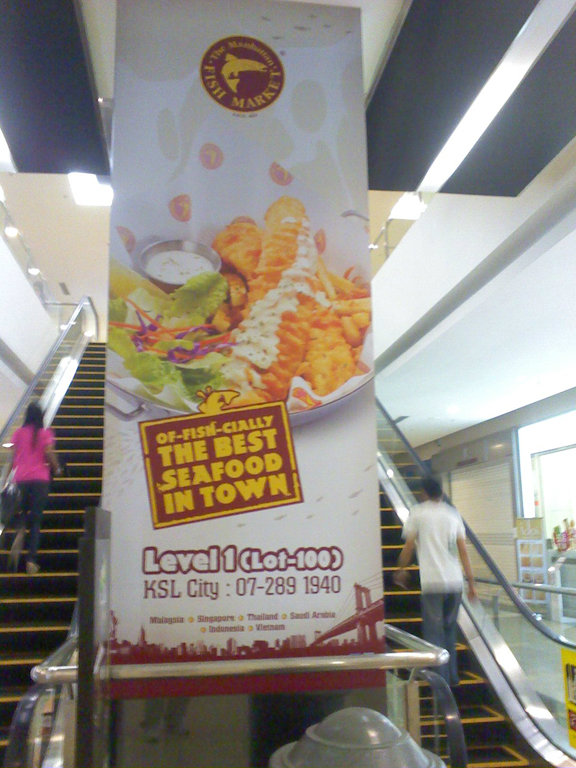 The Manhattan
FISH MARKET
OF-FISH-CIALLY
THE BEST
SEAFOOD
IN TOWN
Level 1 (Lot-100)
KSL City : 07-289 1940
Malaysia Singapore Thailand Saudi Arabia
Indonesia Vietnam